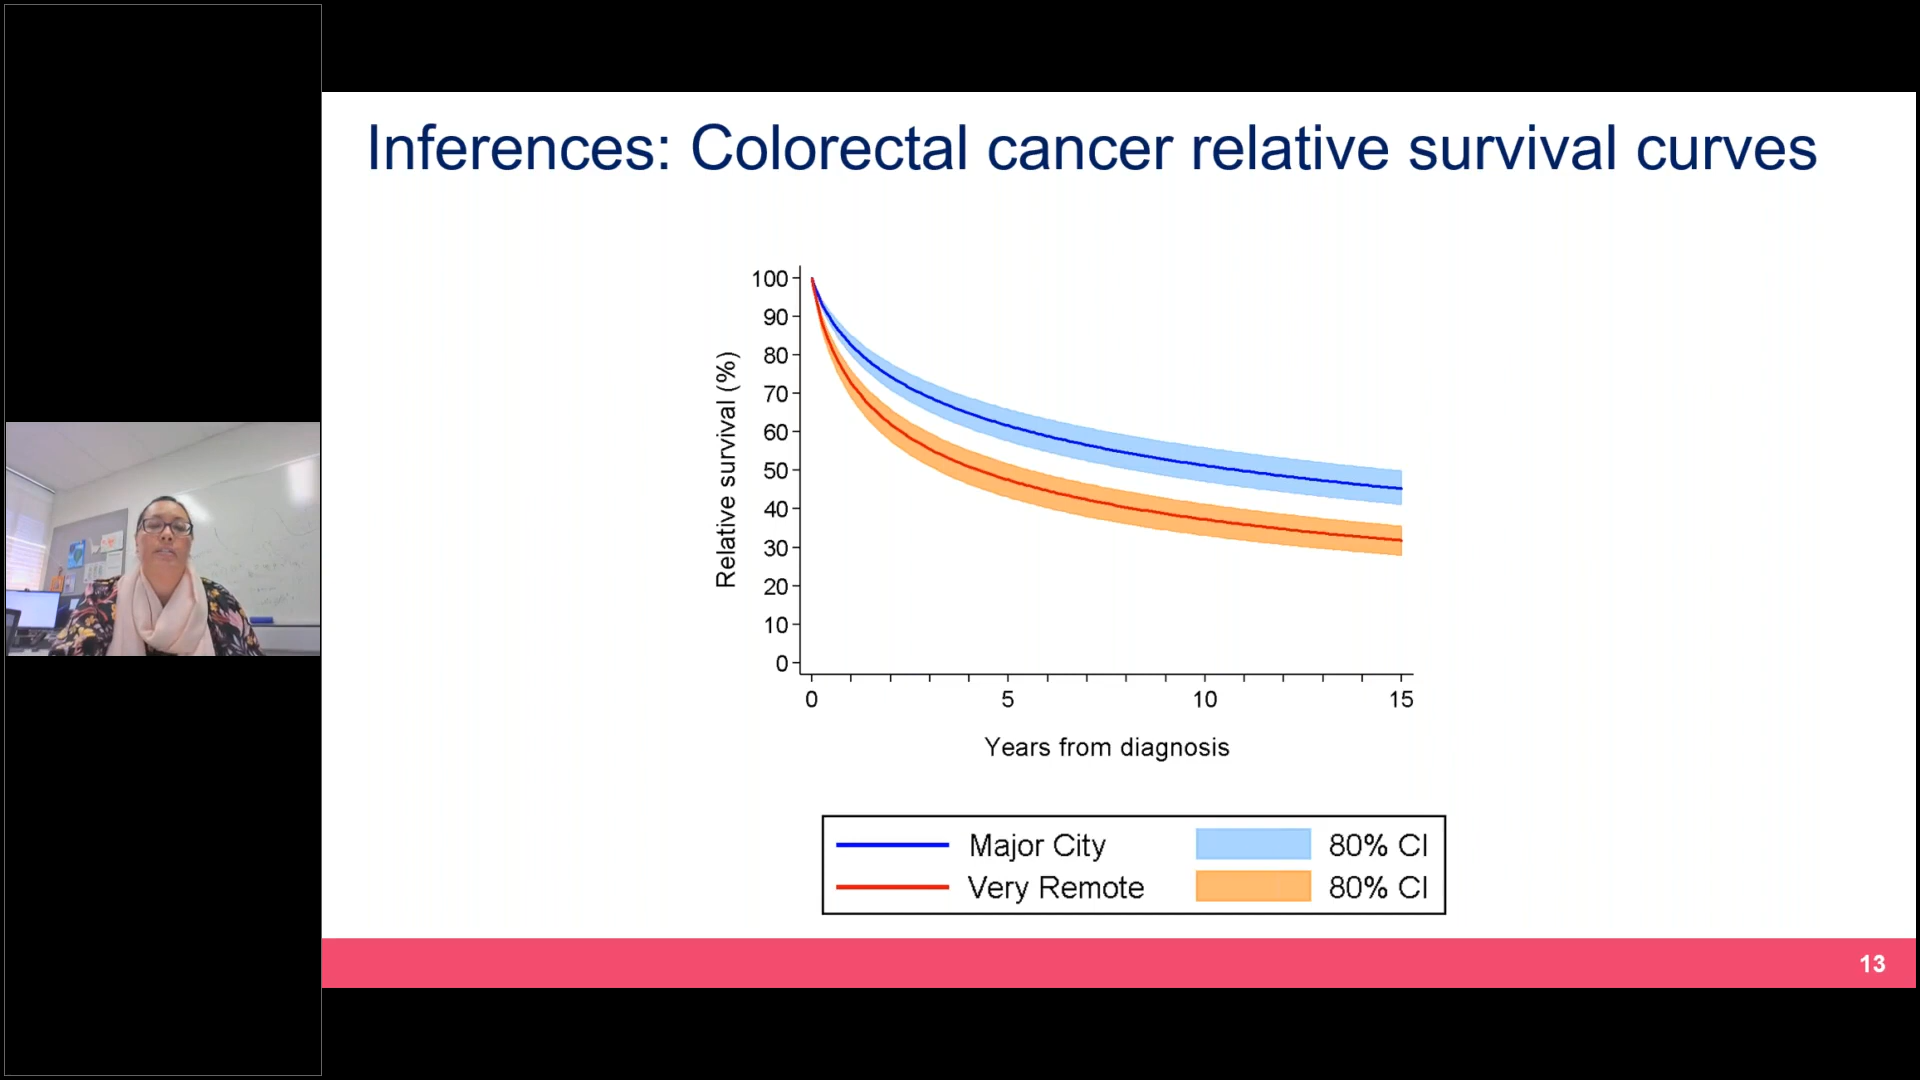 Inferences: Colorectal cancer relative survival curves
Relative survival (%)
100
90
80
70
60
50
40
30
20
10
0
0 5 10 15
Years from diagnosis
Major City 80% CI
Very Remote 80% CI
13